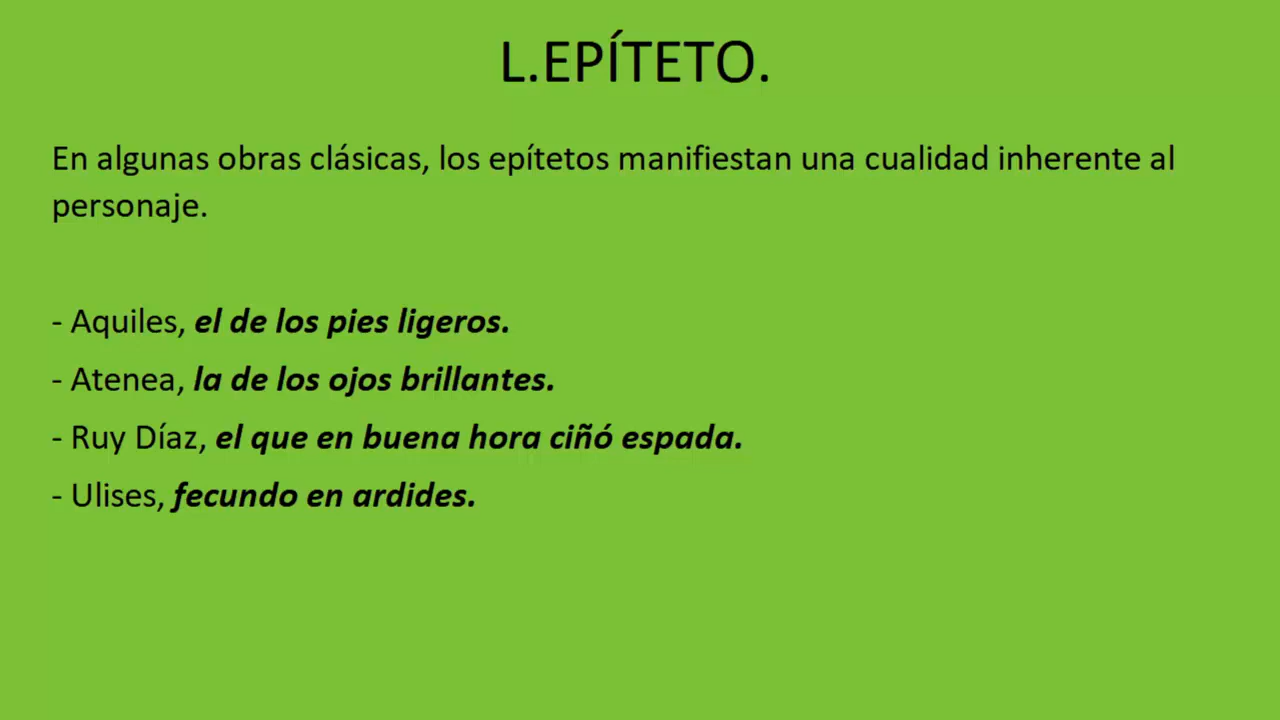 L.EPÍTETO.
En algunas obras clásicas, los epítetos manifiestan una cualidad inherente al
personaje.
- Aquiles, el de los pies ligeros.
- Atenea, la de los ojos brillantes.
- Ruy Díaz, el que en buena hora ciñó espada.
- Ulises, fecundo en ardides.